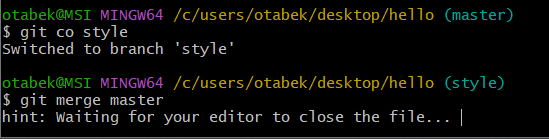 otabek@MSI MINGW64 /c/users/otabek/desktop/hello (master)
$ git co style
Switched to branch 'style'
otabek@MSI MINGW64 /c/users/otabek/desktop/hello (style)
$ git merge master
hint: Waiting for your editor to close the file...